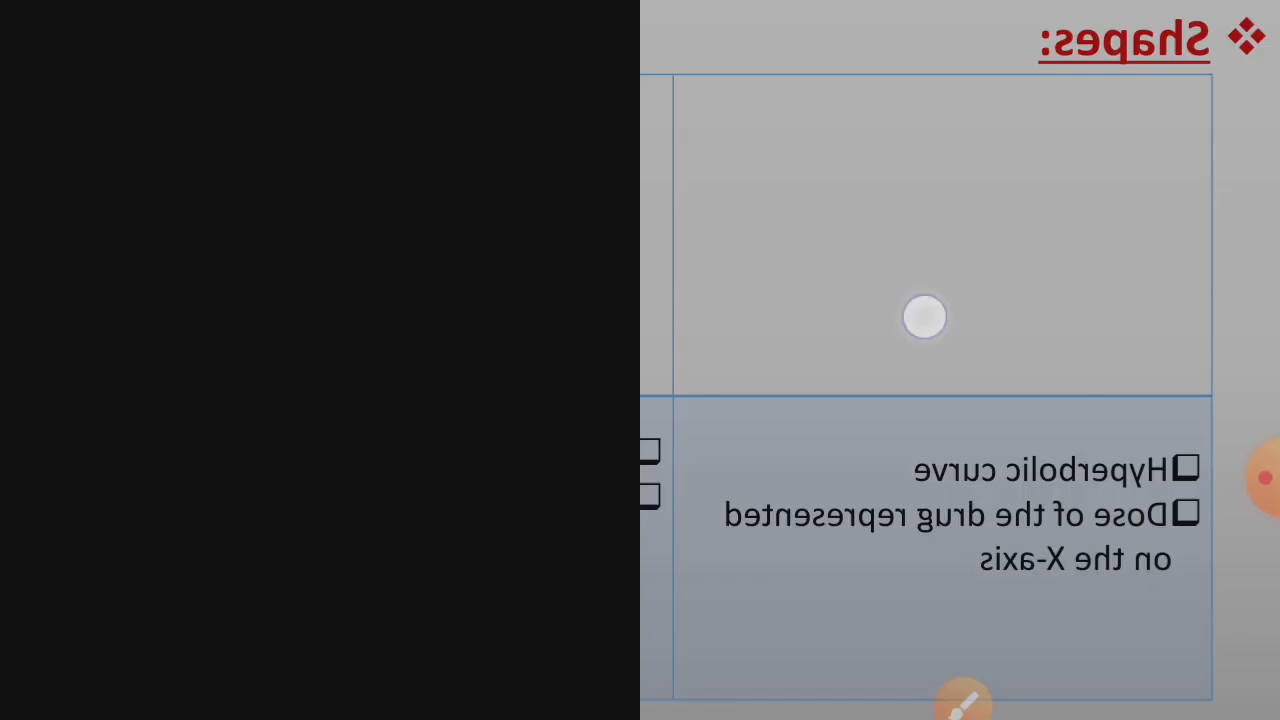 ❖ Shapes:
❑Hyperbolic curve
❑Dose of the drug represented
on the X-axis